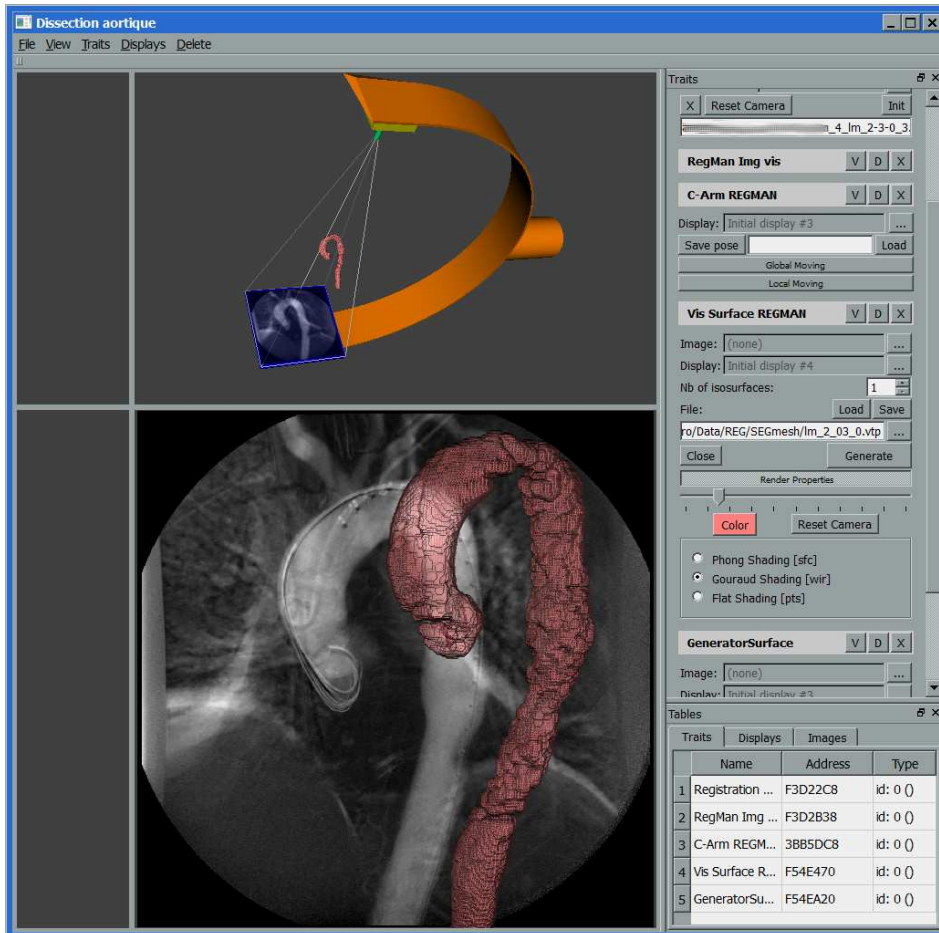 Dissection aortique
File View Traits Displays Delete
Traits
X Reset Camera Init
_4_lm_2-3-0_3.
RegMan Img vis V D X
C-Arm REGMAN V D X
Display: Initial display #3 ...
Save pose Load
Global Moving
Local Moving
Vis Surface REGMAN V D X
Image: (none) ...
Display: Initial display #4 ...
Nb of isosurfaces: 1
File: Load Save
ro/Data/REG/SEGmesh/lm_2_03_0.vtp ...
Close Generate
Render Properties
Color Reset Camera
Phong Shading [sfc]
Gouraud Shading [wir]
Flat Shading [pts]
GeneratorSurface V D X
Image: (none) ...
Display: Initial display #3 ...
Tables
Traits Displays Images
Name Address Type
1 Registration ... F3D22C8 id: 0 ()
2 RegMan Img ... F3D2B38 id: 0 ()
3 C-Arm REGM... 3BB5DC8 id: 0 ()
4 Vis Surface R... F54E470 id: 0 ()
5 GeneratorSu... F54EA20 id: 0 ()